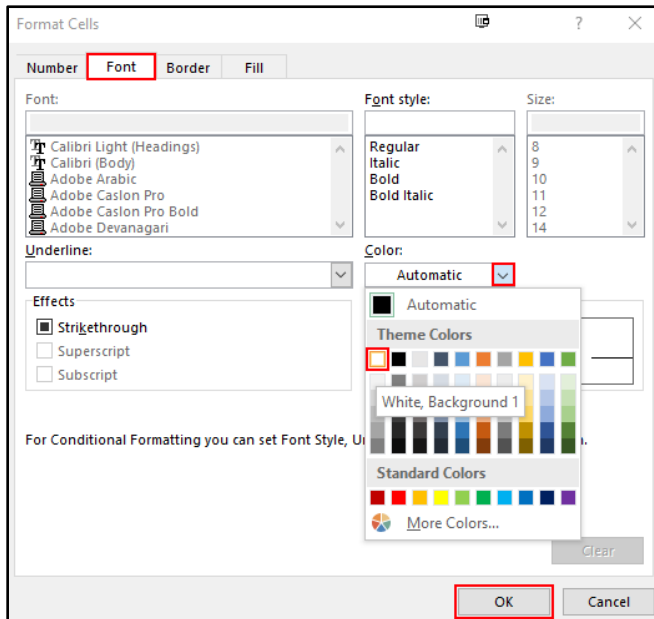 Format Cells ?
Number Font Border Fill
Font: Font style: Size:
Calibri Light (Headings) Regular 8
Calibri (Body) Italic 9
Adobe Arabic Bold 10
Adobe Caslon Pro Bold Italic 11
Adobe Caslon Pro Bold 12
Adobe Devanagari 14
Underline: Color:
Automatic
Effects Automatic
Strikethrough Theme Colors
Superscript
Subscript White, Background 1
For Conditional Formatting you can set Font Style,
Standard Colors
More Colors...
Clear
OK Cancel